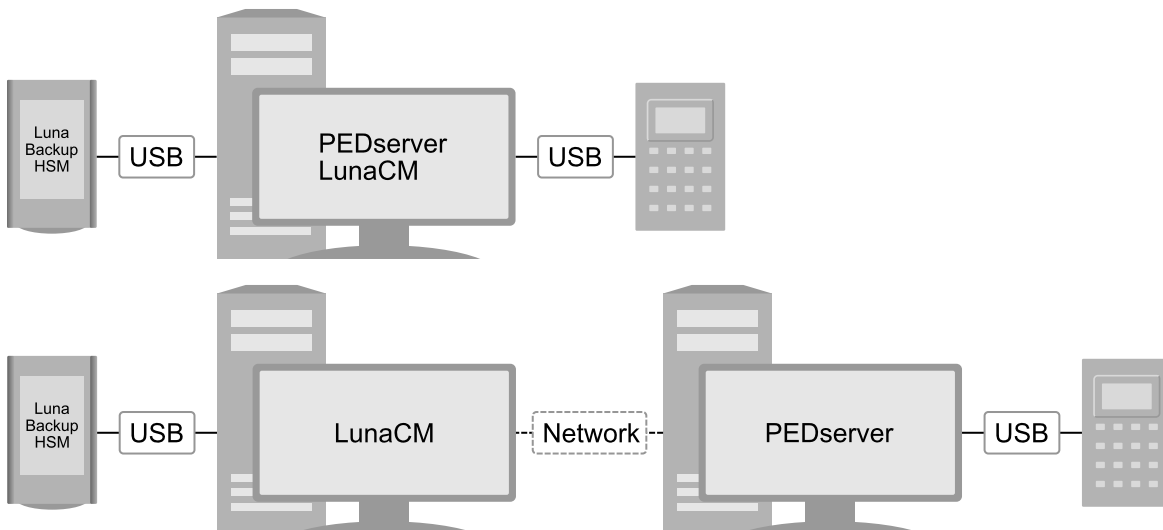 Luna
Backup
HSM
USB
PEDserver
LunaCM
USB
Luna
Backup
HSM
USB
LunaCM
Network
PEDserver
USB